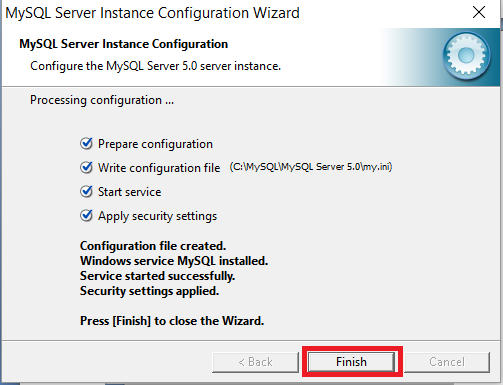 MySQL Server Instance Configuration Wizard
MySQL Server Instance Configuration
Configure the MySQL Server 5.0 server instance.
Processing configuration ...
Prepare configuration
Write configuration file (C:\MySQL\MySQL Server 5.0\my.ini)
Start service
Apply security settings
Configuration file created.
Windows service MySQL installed.
Service started successfully.
Security settings applied.
Press [Finish] to close the Wizard.
< Back Finish Cancel